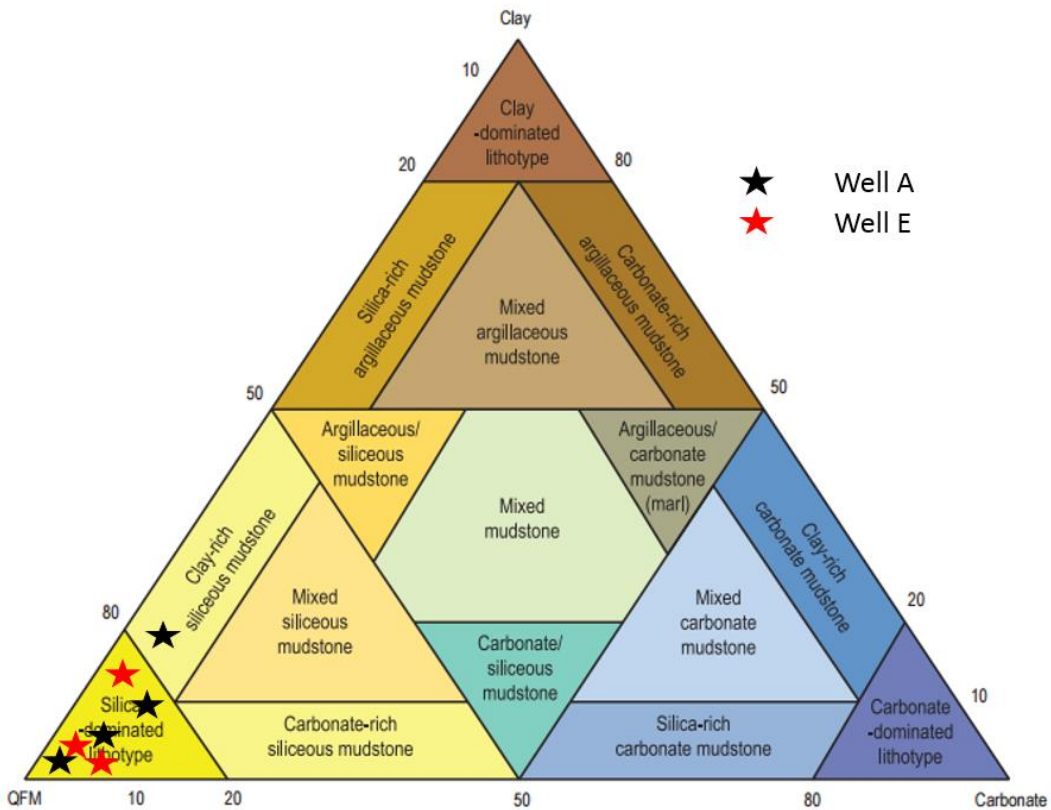 Clay
10
Clay
-dominated
lithotype
20
80
Well A
Well E
Silica-rich
argillaceous mudstone
Carbonate-rich
argillaceous mudstone
Mixed
argillaceous
mudstone
50
50
Argillaceous/
siliceous
mudstone
Argillaceous/
carbonate
mudstone
(marl)
Mixed
mudstone
Clay-rich
siliceous mudstone
Clay-rich
carbonate mudstone
Mixed
siliceous
mudstone
Mixed
carbonate
mudstone
80
20
Carbonate/
siliceous
mudstone
Silica
-dominated
lithotype
Carbonate-rich
siliceous mudstone
Silica-rich
carbonate mudstone
Carbonate
-dominated
lithotype
10
QFM
10
20
50
80
Carbonate